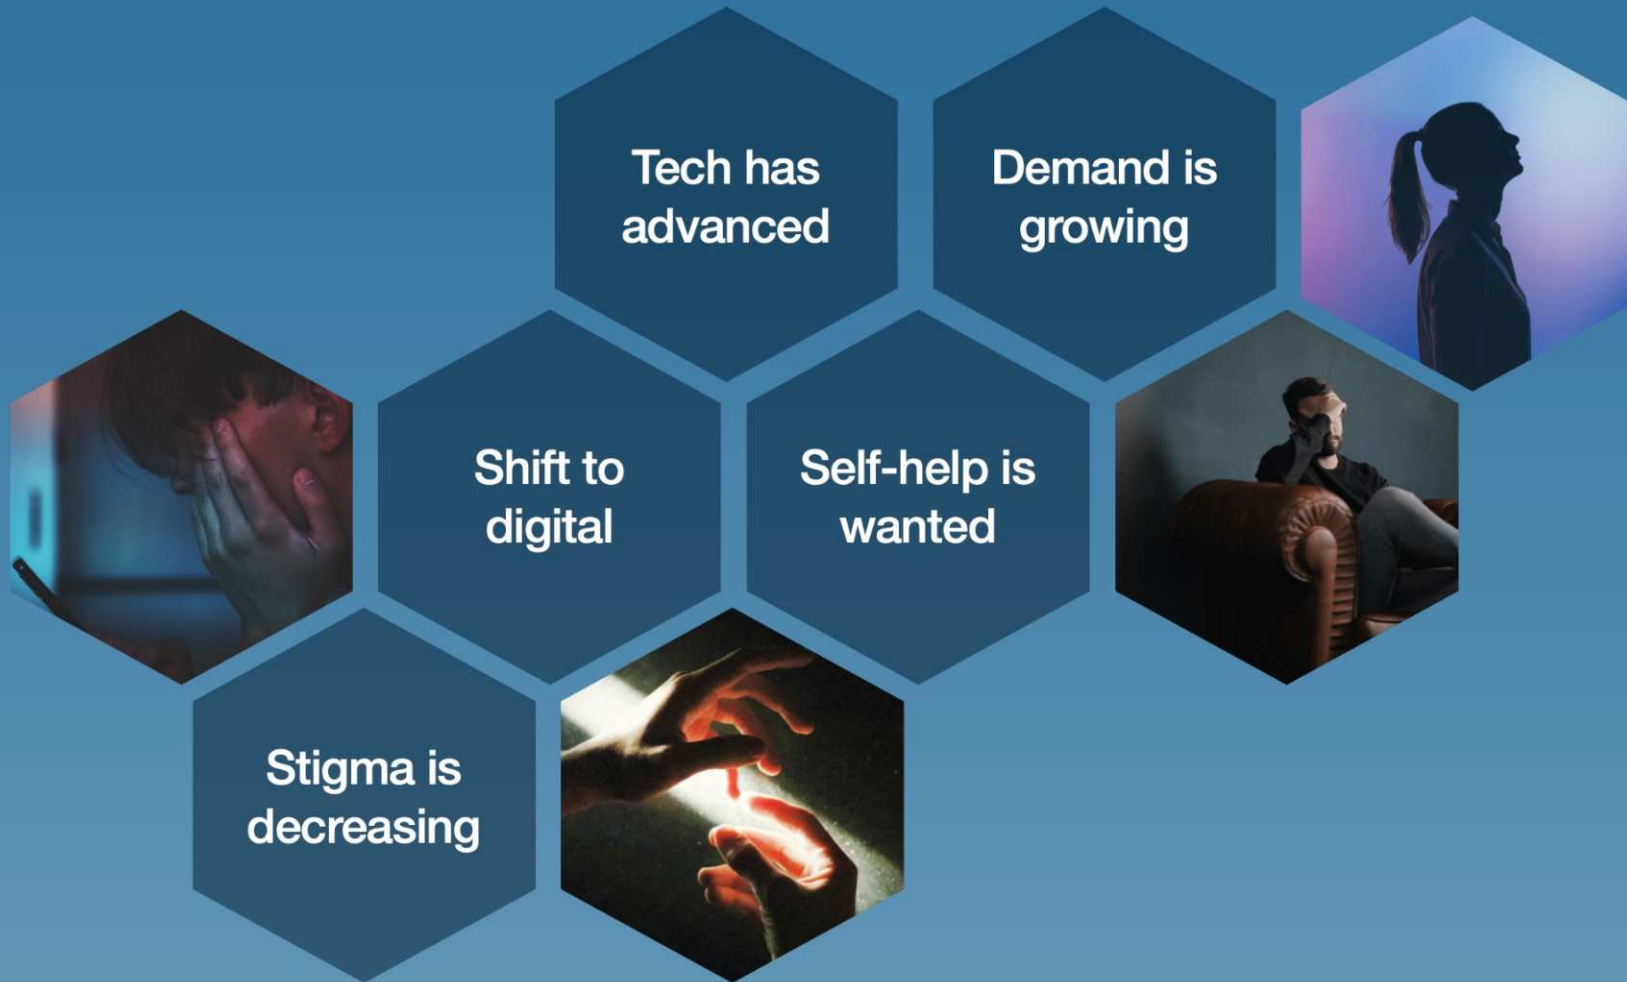 Tech has
advanced
Demand is
growing
Shift to
digital
Self-help is
wanted
Stigma is
decreasing